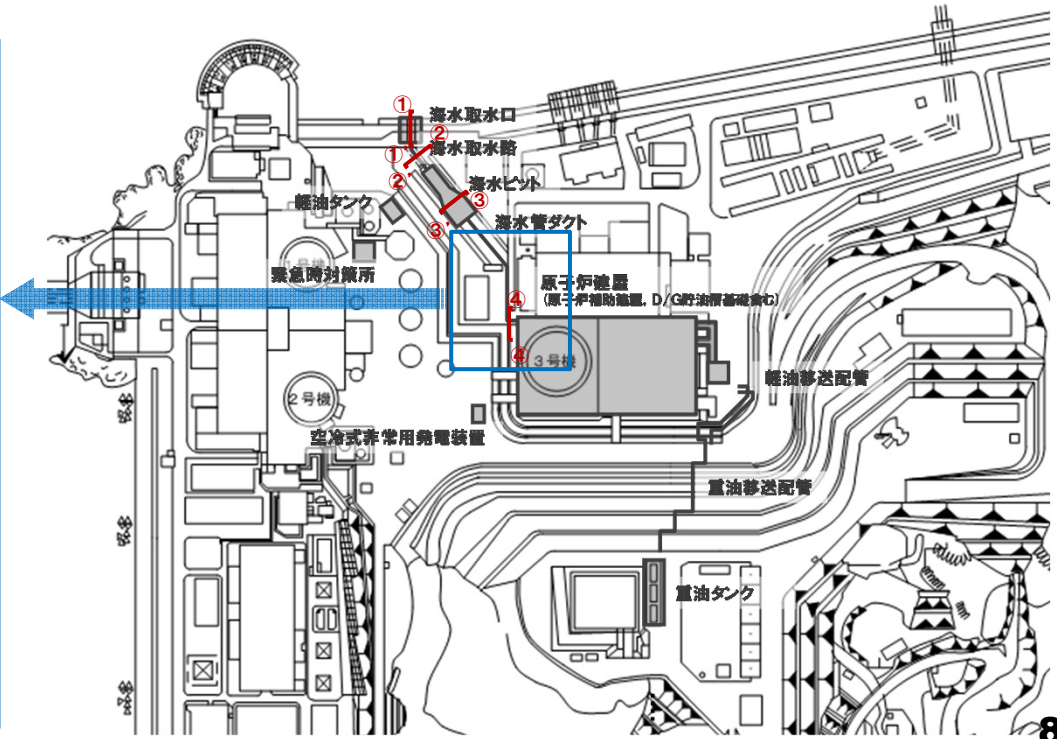 ①
海水取水口
②
海水取水路
①'
②'
海水ピット
③
③'
軽油タンク
海水管ダクト
1号機
緊急時対策所
原子炉建屋
(原子炉補助建屋、D/G貯油槽基礎含む)
④
④'
3号機
軽油移送配管
2号機
空冷式非常用発電装置
重油移送配管
重油タンク
8